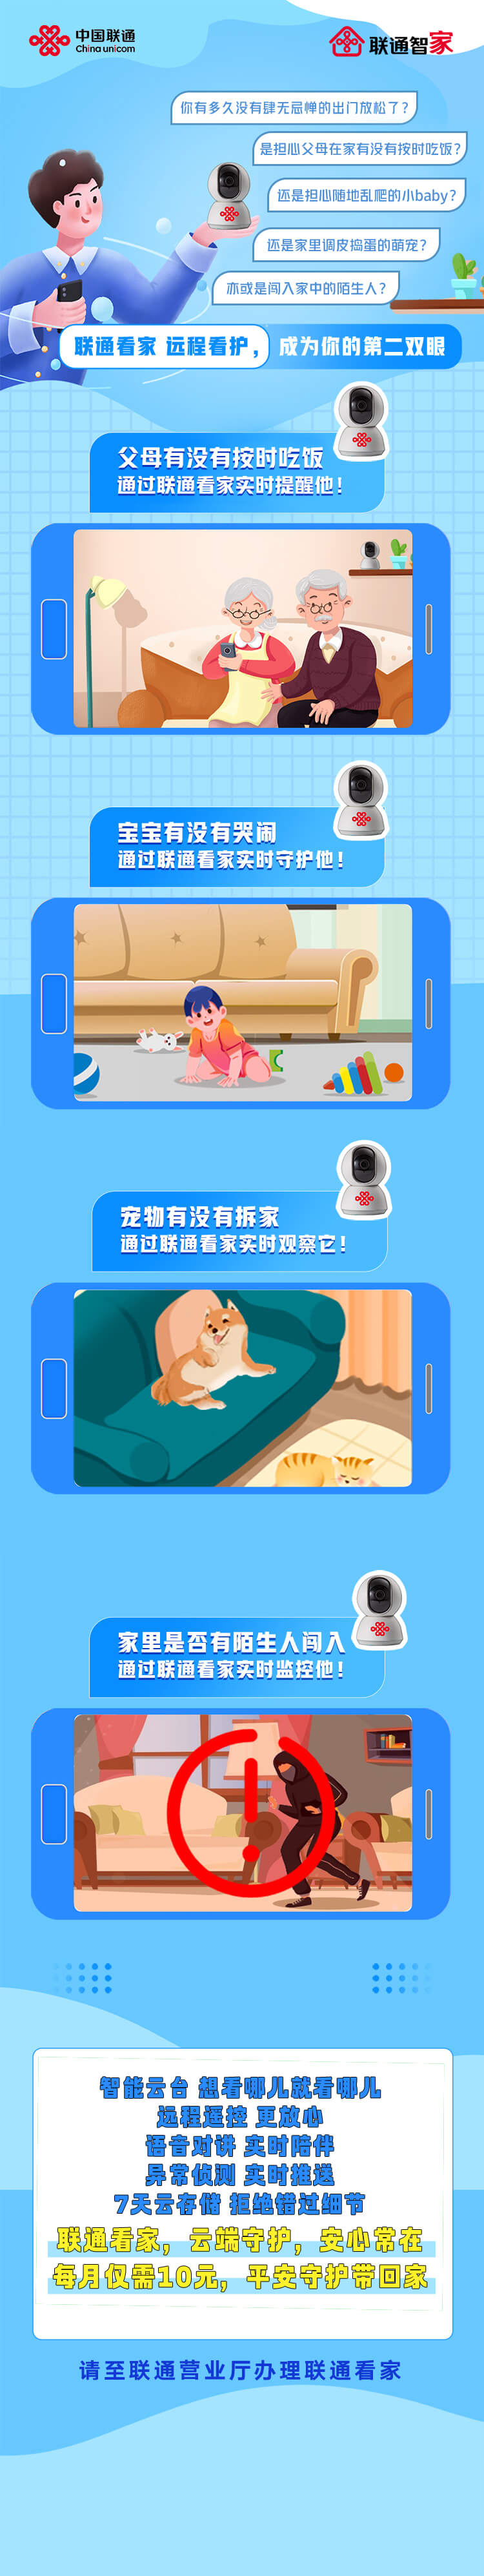 中国联通
China unicom
联通智家
你有多久没有肆无忌惮的出门放松了？
是担心父母在家有没有按时吃饭？
还是担心随地乱爬的小baby？
还是家里调皮捣蛋的萌宠？
亦或是闯入家中的陌生人？
联通看家 远程看护，成为你的第二双眼
父母有没有按时吃饭
通过联通看家实时提醒他！
宝宝有没有哭闹
通过联通看家实时守护他！
宠物有没有拆家
通过联通看家实时观察它！
家里是否有陌生人闯入
通过联通看家实时监控他！
智能云台 想看哪儿就看哪儿
远程遥控 更放心
语音对讲 实时陪伴
异常侦测 实时推送
7天云存储 拒绝错过细节
联通看家，云端守护，安心常在
每月仅需10元，平安守护带回家
请至联通营业厅办理联通看家